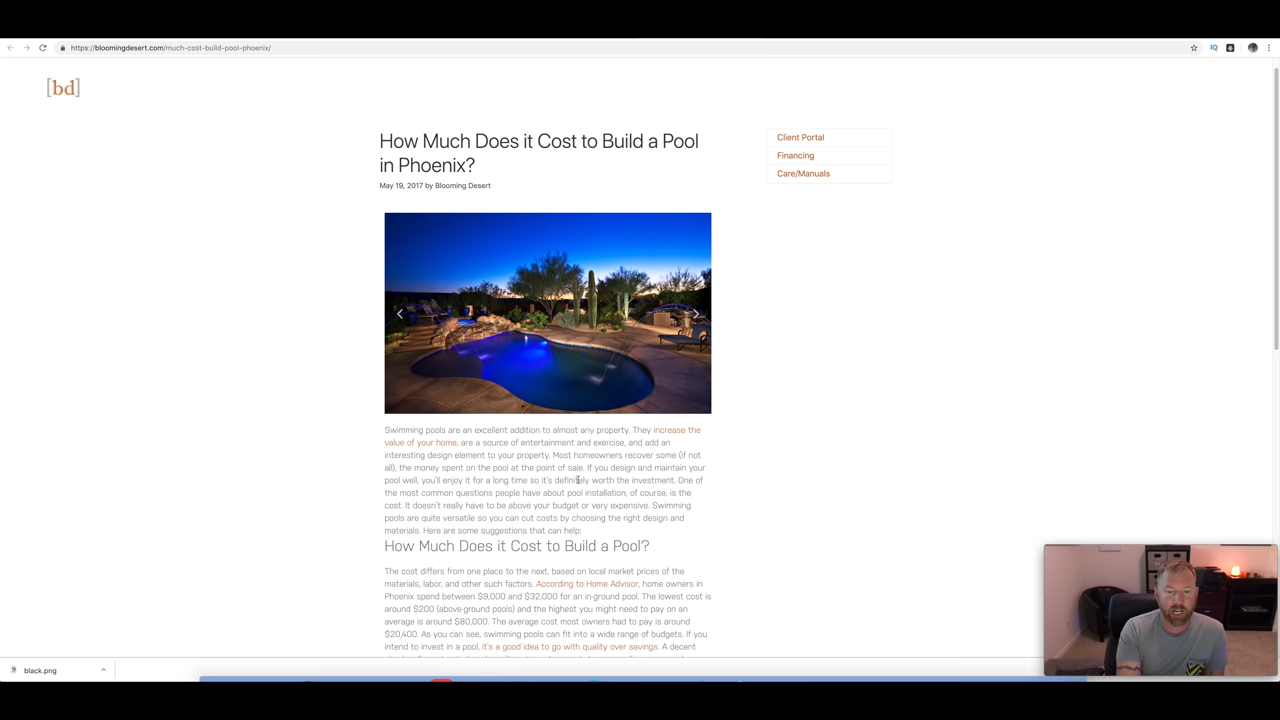 https://bloomingdesert.com/much-cost-build-pool-phoenix/
IQ
[bd]
How Much Does it Cost to Build a Pool
in Phoenix?
May 19, 2017 by Blooming Desert
Client Portal
Financing
Care/Manuals
Swimming pools are an excellent addition to almost any property. They increase the
value of your home, are a source of entertainment and exercise, and add an
interesting design element to your property. Most homeowners recover some (if not
all), the money spent on the pool at the point of sale. If you design and maintain your
pool well, you'll enjoy it for a long time so it's definitely worth the investment. One of
the most common questions people have about pool installation, of course, is the
cost. It doesn't really have to be above your budget or very expensive. Swimming
pools are quite versatile so you can cut costs by choosing the right design and
materials. Here are some suggestions that can help:
How Much Does it Cost to Build a Pool?
The cost differs from one place to the next, based on local market prices of the
materials, labor, and other such factors. According to Home Advisor, home owners in
Phoenix spend between $9,000 and $32,000 for an in-ground pool. The lowest cost is
around $200 (above-ground pools) and the highest you might need to pay on an
average is around $80,000. The average cost most owners had to pay is around
$20,400. As you can see, swimming pools can fit into a wide range of budgets. If you
intend to invest in a pool, it's a good idea to go with quality over savings. A decent
black.png